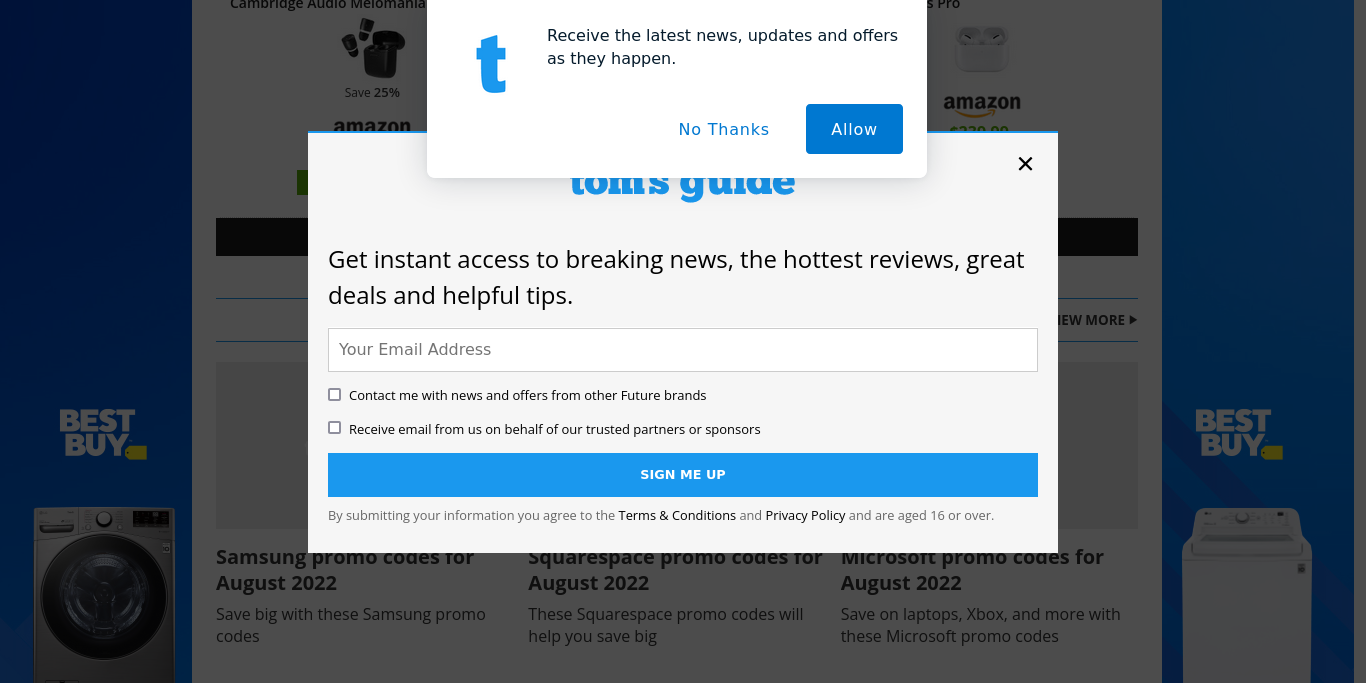 Cambridge Audio Melomania
s Pro
Receive the latest news, updates and offers
as they happen.
t
Save 25%
amazon
amazon
No Thanks
Allow
tom's guide
Get instant access to breaking news, the hottest reviews, great
deals and helpful tips.
IEW MORE
Your Email Address
Contact me with news and offers from other Future brands
Receive email from us on behalf of our trusted partners or sponsors
SIGN ME UP
By submitting your information you agree to the Terms & Conditions and Privacy Policy and are aged 16 or over.
BEST
BUY
BEST
BUY
Samsung promo codes for
August 2022
Save big with these Samsung promo
codes
Squarespace promo codes for
August 2022
These Squarespace promo codes will
help you save big
Microsoft promo codes for
August 2022
Save on laptops, Xbox, and more with
these Microsoft promo codes